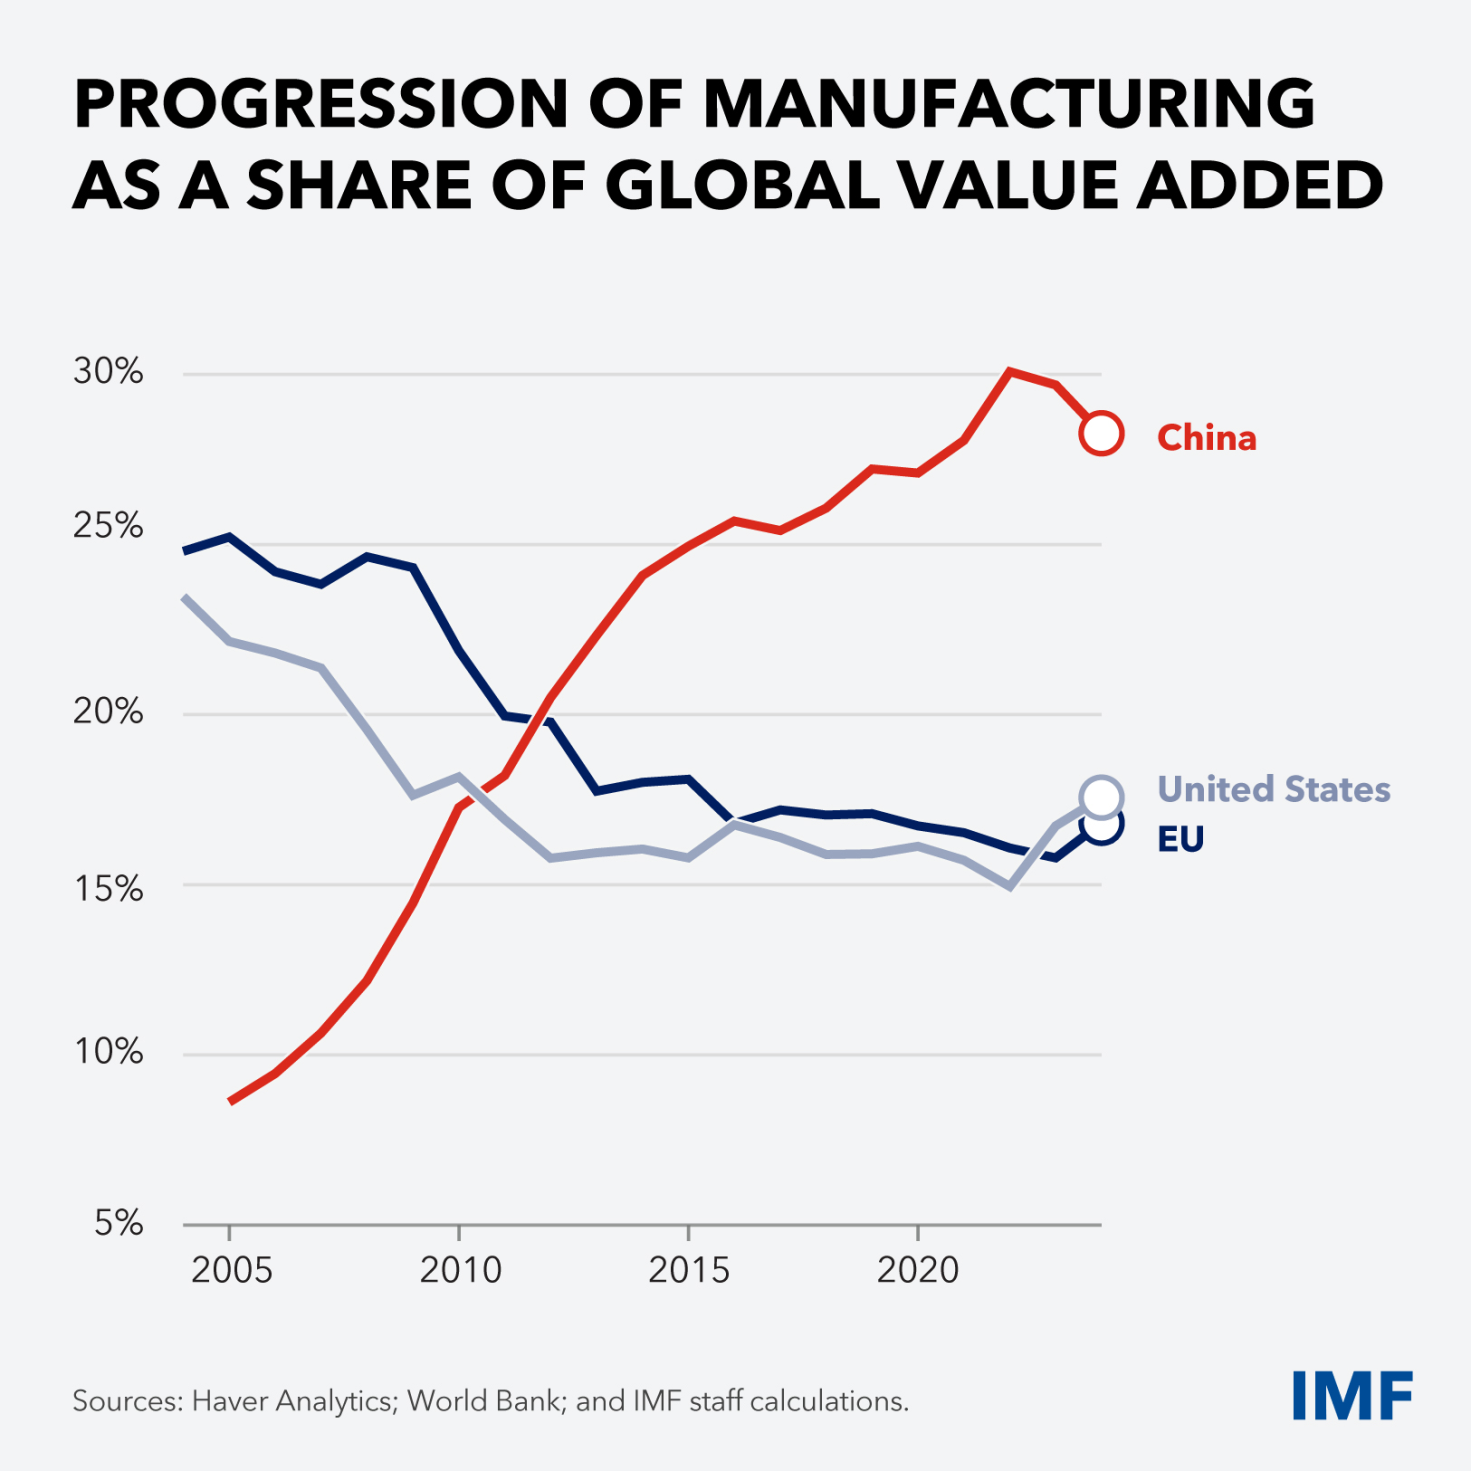 PROGRESSION OF MANUFACTURING
AS A SHARE OF GLOBAL VALUE ADDED
30%
25%
20%
15%
10%
5%
China
United States
EU
2005 2010 2015 2020
Sources: Haver Analytics; World Bank; and IMF staff calculations.
IMF